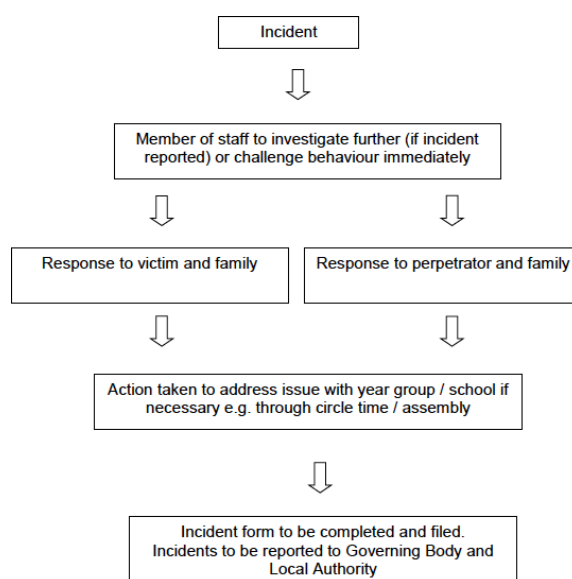 Incident
Member of staff to investigate further (if incident
reported) or challenge behaviour immediately
Response to victim and family
Response to perpetrator and family
Action taken to address issue with year group / school if
necessary e.g. through circle time / assembly
Incident form to be completed and filed.
Incidents to be reported to Governing Body and
Local Authority